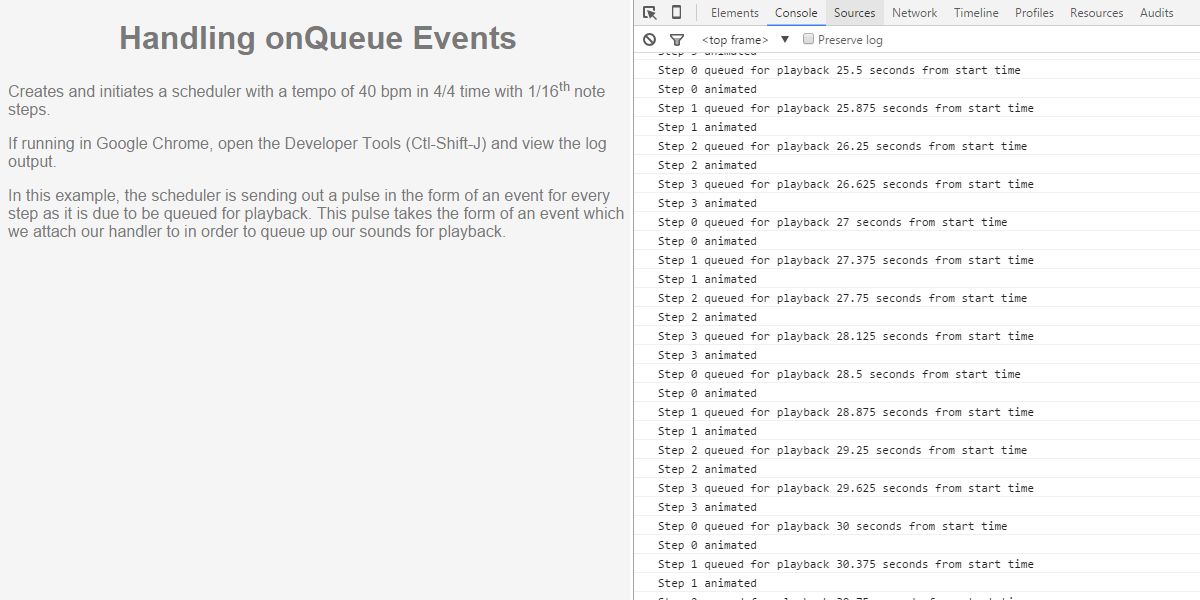 Handling onQueue Events
Creates and initiates a scheduler with a tempo of 40 bpm in 4/4 time with 1/16th note
steps.
If running in Google Chrome, open the Developer Tools (Ctl-Shift-J) and view the log
output.
In this example, the scheduler is sending out a pulse in the form of an event for every
step as it is due to be queued for playback. This pulse takes the form of an event which
we attach our handler to in order to queue up our sounds for playback.
Elements Console Sources Network Timeline Profiles Resources Audits
<top frame> ▼ Preserve log
Step 0 queued for playback 25.5 seconds from start time
Step 0 animated
Step 1 queued for playback 25.875 seconds from start time
Step 1 animated
Step 2 queued for playback 26.25 seconds from start time
Step 2 animated
Step 3 queued for playback 26.625 seconds from start time
Step 3 animated
Step 0 queued for playback 27 seconds from start time
Step 0 animated
Step 1 queued for playback 27.375 seconds from start time
Step 1 animated
Step 2 queued for playback 27.75 seconds from start time
Step 2 animated
Step 3 queued for playback 28.125 seconds from start time
Step 3 animated
Step 0 queued for playback 28.5 seconds from start time
Step 0 animated
Step 1 queued for playback 28.875 seconds from start time
Step 1 animated
Step 2 queued for playback 29.25 seconds from start time
Step 2 animated
Step 3 queued for playback 29.625 seconds from start time
Step 3 animated
Step 0 queued for playback 30 seconds from start time
Step 0 animated
Step 1 queued for playback 30.375 seconds from start time
Step 1 animated